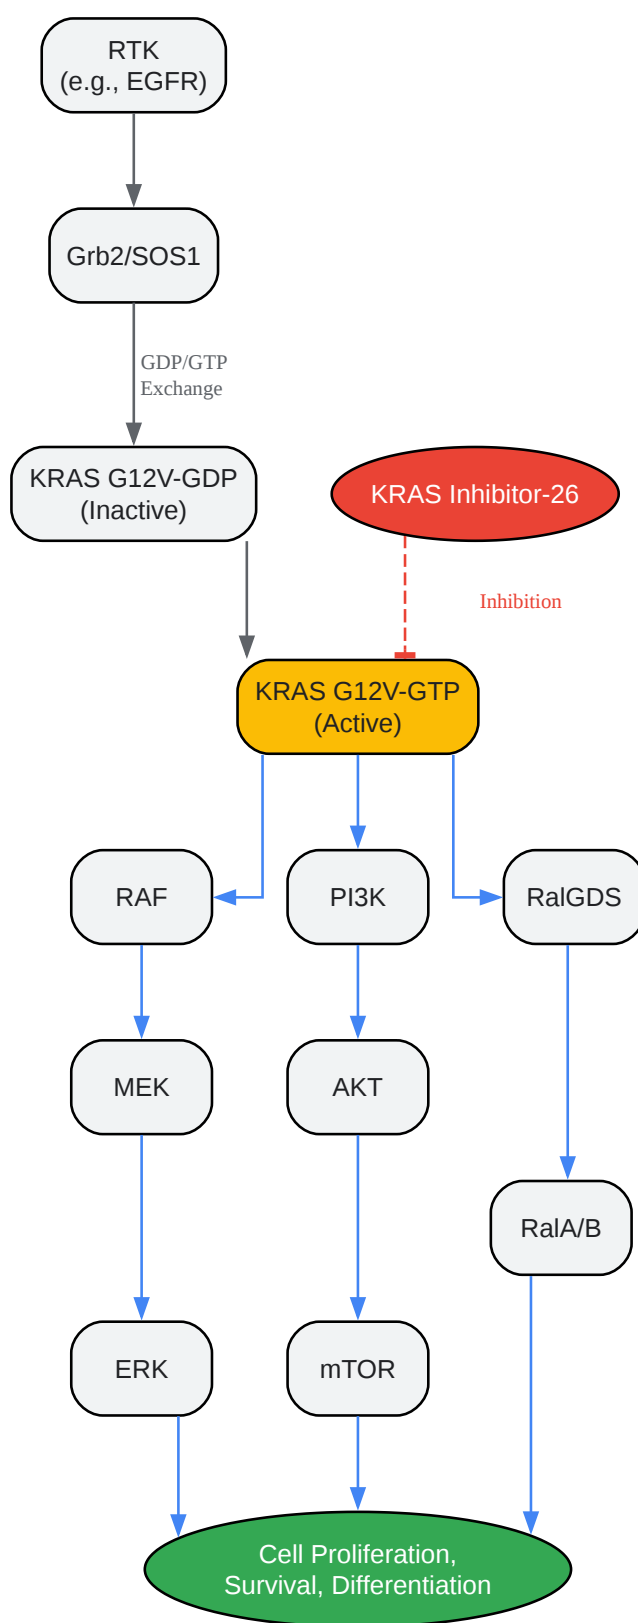 RTK
(e.g., EGFR)
Grb2/SOS1
GDP/GTP
Exchange
KRAS G12V-GDP
(Inactive)
KRAS Inhibitor-26
Inhibition
KRAS G12V-GTP
(Active)
RAF
PI3K
RalGDS
MEK
AKT
RalA/B
ERK
mTOR
Cell Proliferation,
Survival, Differentiation